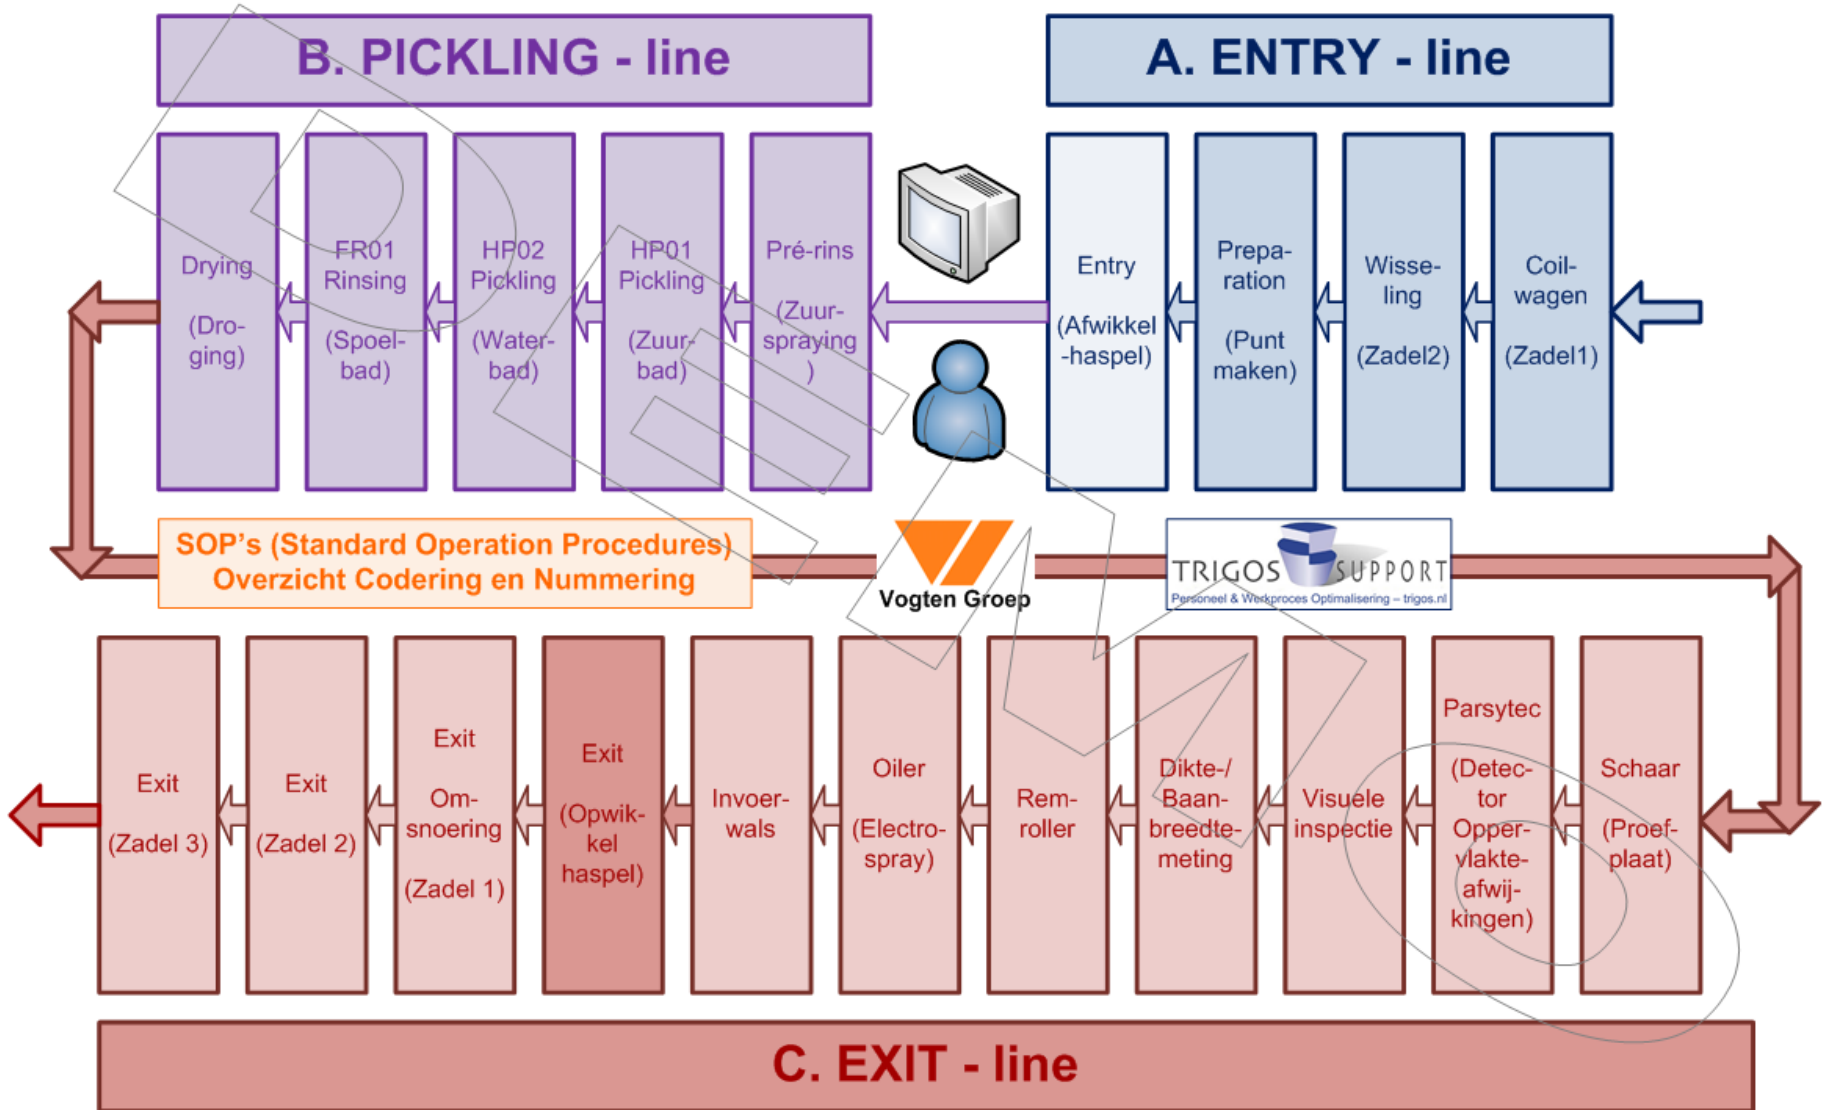 B. PICKLING - line
A. ENTRY - line
Drying
(Dro-
ging)
FR01
Rinsing
(Spoel-
bad)
HP02
Pickling
(Water-
bad)
HP01
Pickling
(Zuur-
bad)
Pré-rins
(Zuur-
spraying
)
Entry
(Afwikkel
-haspel)
Prepa-
ration
(Punt
maken)
Wisse-
ling
(Zadel2)
Coil-
wagen
(Zadel1)
SOP's (Standard Operation Procedures)
Overzicht Codering en Nummering
Vogten Groep
TRIGOS SUPPORT
Personeel & Werkproces Optimalisering – trigos.nl
Exit
(Zadel 3)
Exit
(Zadel 2)
Exit
Om-
snoering
(Zadel 1)
Exit
(Opwik-
kel
haspel)
Invoer-
wals
Oiler
(Electro-
spray)
Rem-
roller
Dikte-/
Baan-
breedte-
meting
Visuele
inspectie
Parsytec
(Detec-
tor
Opper-
vlakte-
afwij-
kingen)
Schaar
(Proef-
plaat)
C. EXIT - line
DEMO